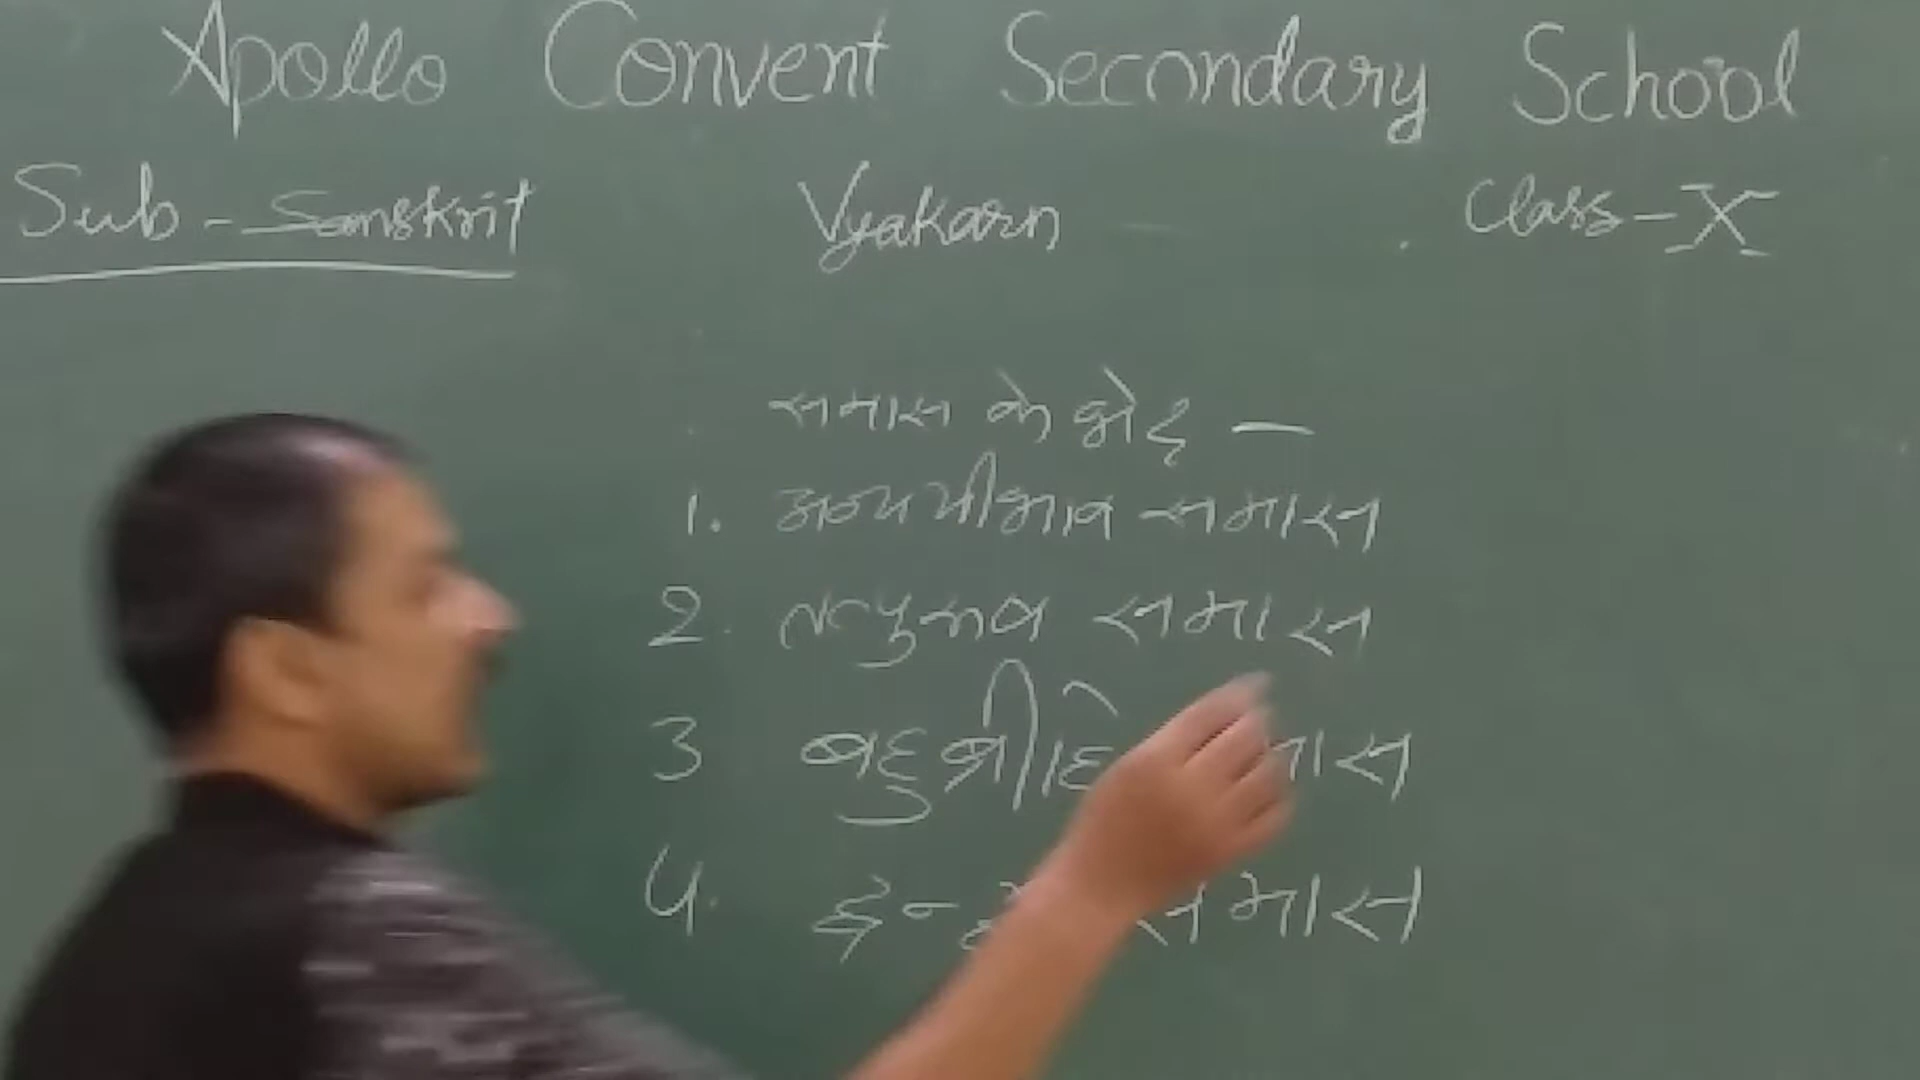 Apollo Convent Secondary School
Sub - Sanskrit Vyakarn Class - X
समास के भेद —
1. अव्ययीभाव समास
2. तत्पुरुष समास
3 बहुब्रीहि मास
4. द्वन्द्व समास